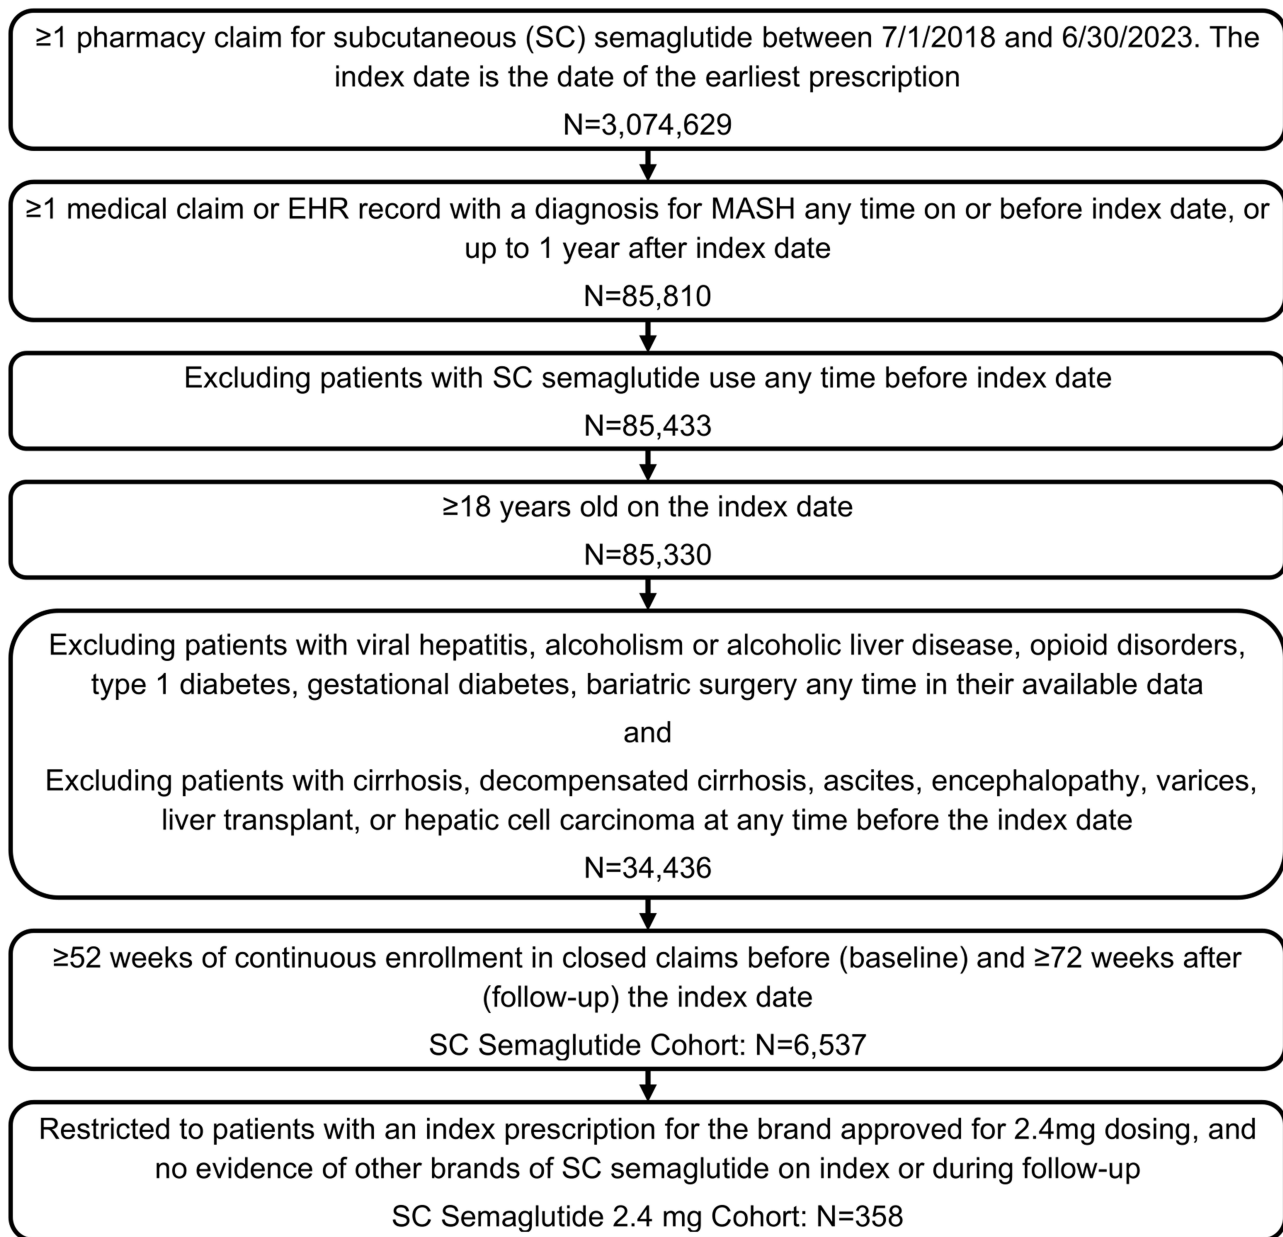 ≥1 pharmacy claim for subcutaneous (SC) semaglutide between 7/1/2018 and 6/30/2023. The
index date is the date of the earliest prescription
N=3,074,629
≥1 medical claim or EHR record with a diagnosis for MASH any time on or before index date, or
up to 1 year after index date
N=85,810
Excluding patients with SC semaglutide use any time before index date
N=85,433
≥18 years old on the index date
N=85,330
Excluding patients with viral hepatitis, alcoholism or alcoholic liver disease, opioid disorders,
type 1 diabetes, gestational diabetes, bariatric surgery any time in their available data
and
Excluding patients with cirrhosis, decompensated cirrhosis, ascites, encephalopathy, varices,
liver transplant, or hepatic cell carcinoma at any time before the index date
N=34,436
≥52 weeks of continuous enrollment in closed claims before (baseline) and ≥72 weeks after
(follow-up) the index date
SC Semaglutide Cohort: N=6,537
Restricted to patients with an index prescription for the brand approved for 2.4mg dosing, and
no evidence of other brands of SC semaglutide on index or during follow-up
SC Semaglutide 2.4 mg Cohort: N=358